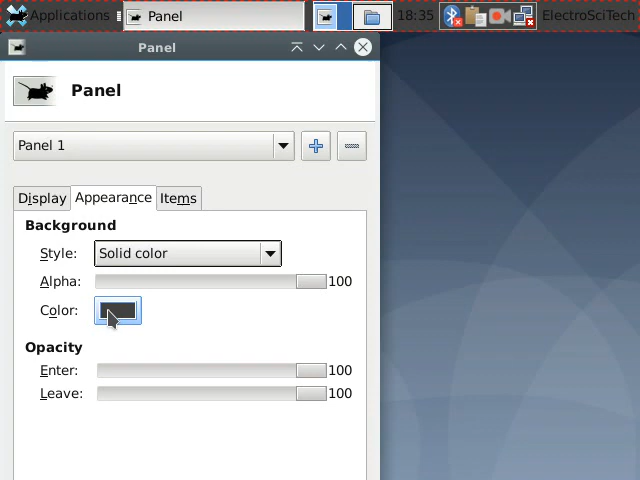 Applications
Panel
18:35
ElectroSciTech
Panel
Panel
Panel 1
Display
Appearance
Items
Background
Style:
Solid color
Alpha:
100
Color:
Opacity
Enter:
100
Leave:
100